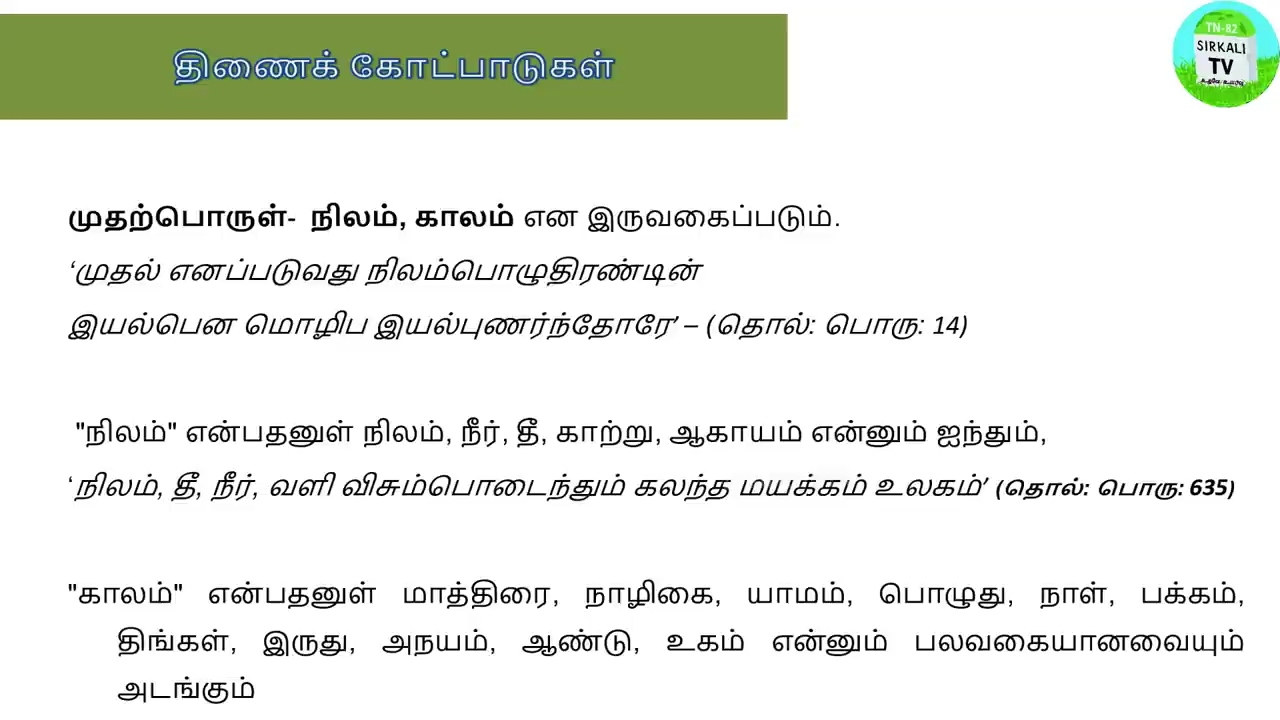 திணைக் கோட்பாடுகள்
TN-82
SIRKALI
TV
முதற்பொருள்- நிலம், காலம் என இருவகைப்படும்.
‘முதல் எனப்படுவது நிலம்பொழுதிரண்டின்
இயல்பென மொழிப இயல்புணர்ந்தோரே’ – (தொல்: பொரு: 14)
"நிலம்" என்பதனுள் நிலம், நீர், தீ, காற்று, ஆகாயம் என்னும் ஐந்தும்,
‘நிலம், தீ, நீர், வளி விசும்பொடைந்தும் கலந்த மயக்கம் உலகம்’ (தொல்: பொரு: 635)
"காலம்" என்பதனுள் மாத்திரை, நாழிகை, யாமம், பொழுது, நாள், பக்கம்,
திங்கள், இருது, அநயம், ஆண்டு, உகம் என்னும் பலவகையானவையும்
அடங்கும்